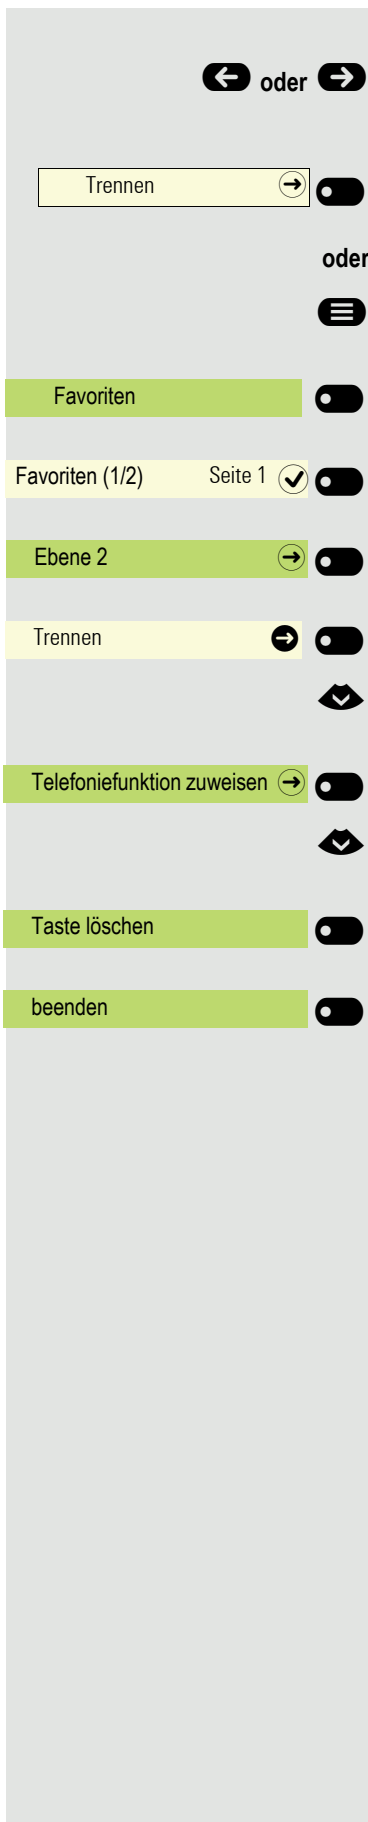 oder
Trennen
oder
Favoriten
Favoriten (1/2) Seite 1
Ebene 2
Trennen
Telefoniefunktion zuweisen
Taste löschen
beenden